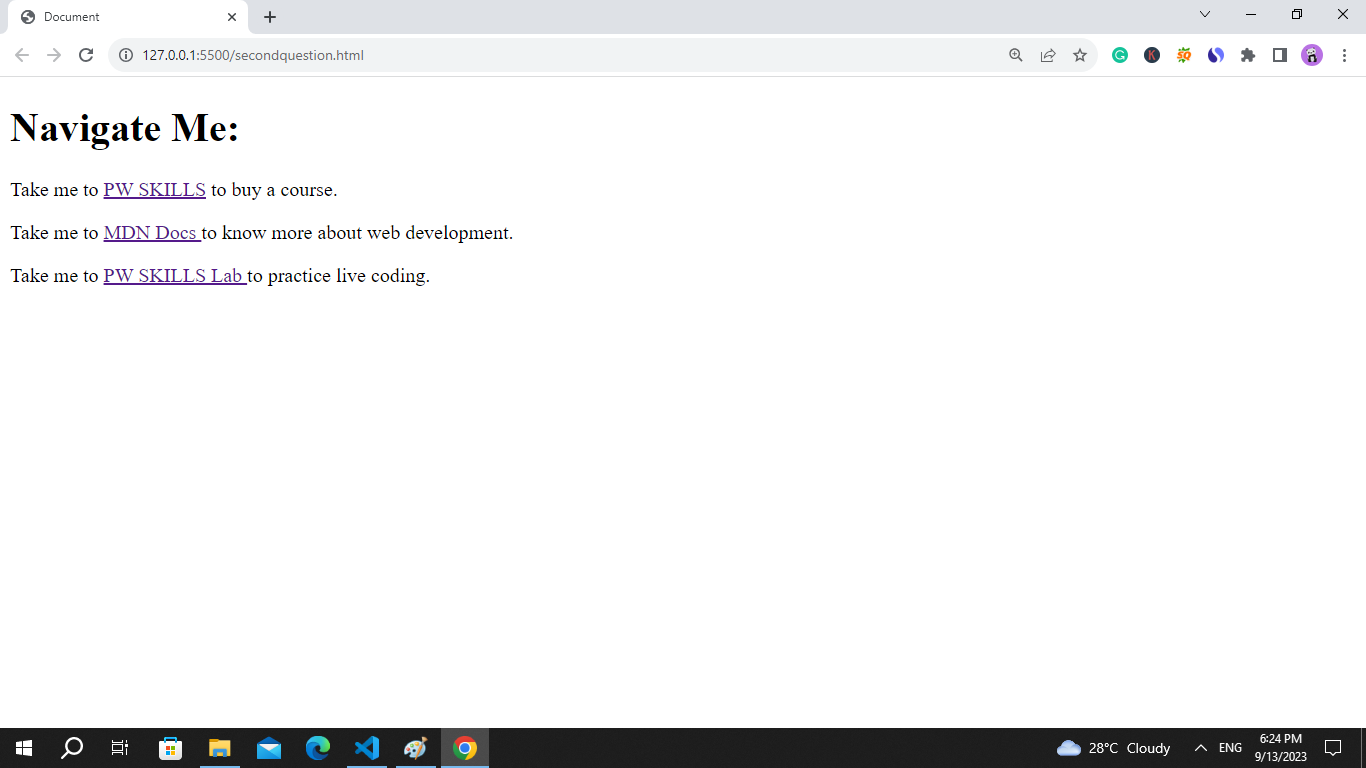 Document
127.0.0.1:5500/secondquestion.html
Navigate Me:
Take me to PW SKILLS to buy a course.
Take me to MDN Docs to know more about web development.
Take me to PW SKILLS Lab to practice live coding.
28°C Cloudy
ENG
6:24 PM
9/13/2023